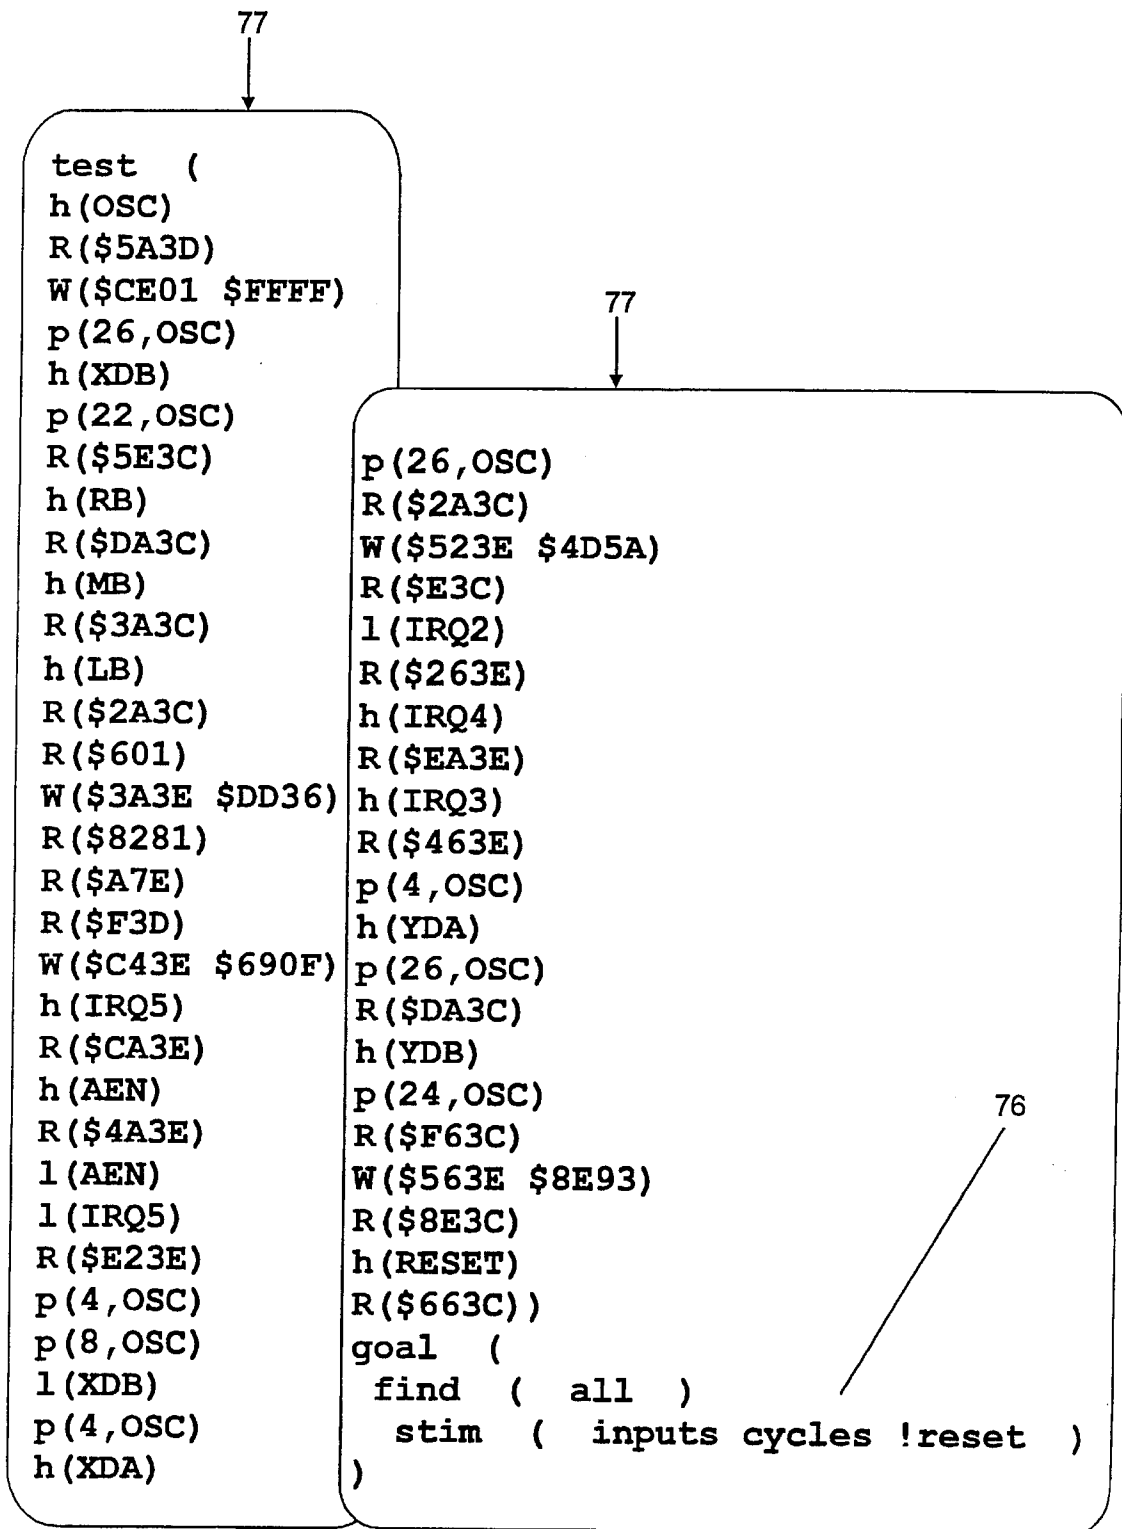 77
test (
h(OSC)
R($5A3D)
W($CE01 $FFFF)
p(26,OSC)
h(XDB)
p(22,OSC)
R($5E3C)
h(RB)
R($DA3C)
h(MB)
R($3A3C)
h(LB)
R($2A3C)
R($601)
W($3A3E $DD36)
R($8281)
R($A7E)
R($F3D)
W($C43E $690F)
h(IRQ5)
R($CA3E)
h(AEN)
R($4A3E)
l(AEN)
l(IRQ5)
R($E23E)
p(4,OSC)
p(8,OSC)
l(XDB)
p(4,OSC)
h(XDA)
77
p(26,OSC)
R($2A3C)
W($523E $4D5A)
R($E3C)
l(IRQ2)
R($263E)
h(IRQ4)
R($EA3E)
h(IRQ3)
R($463E)
p(4,OSC)
h(YDA)
p(26,OSC)
R($DA3C)
h(YDB)
p(24,OSC)
R($F63C)
W($563E $8E93)
R($8E3C)
h(RESET)
R($663C))
goal (
find ( all )
stim ( inputs cycles !reset )
)
76